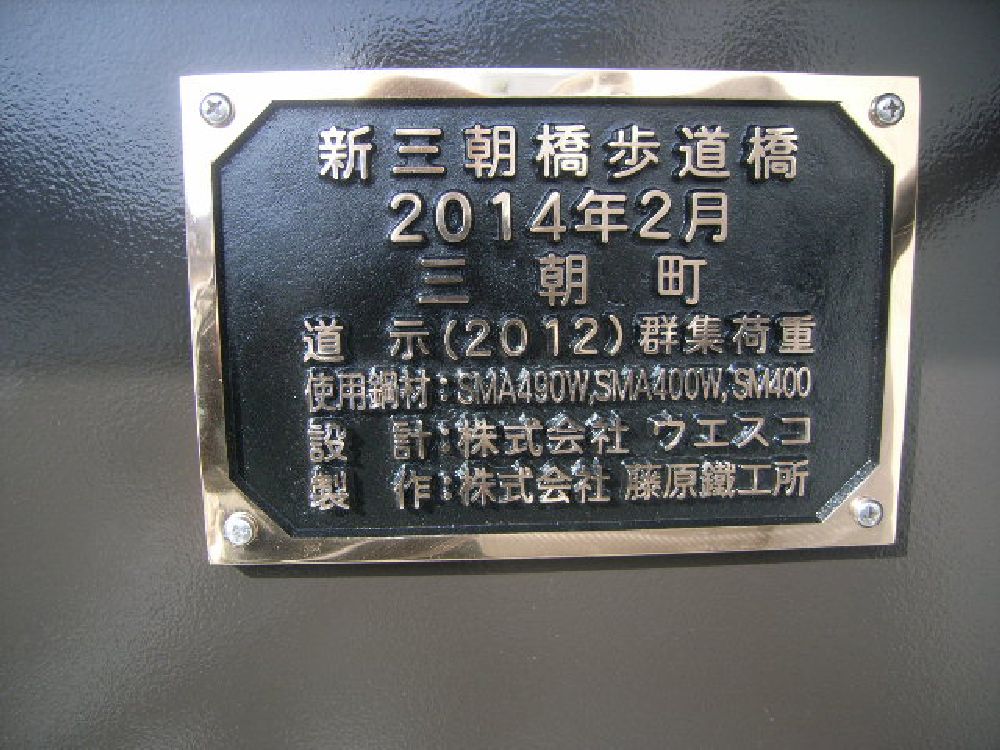 新三朝橋歩道橋
2014年2月
三朝町
道示(2012)群集荷重
使用鋼材:SMA490W,SMA400W,SM400
設計:株式会社 ウエスコ
製作:株式会社 藤原鐵工所